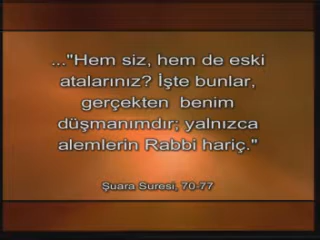 ..."Hem siz, hem de eski
atalarınız? İşte bunlar,
gerçekten benim
düşmanımdır; yalnızca
alemlerin Rabbi hariç."
Şuara Suresi, 70-77